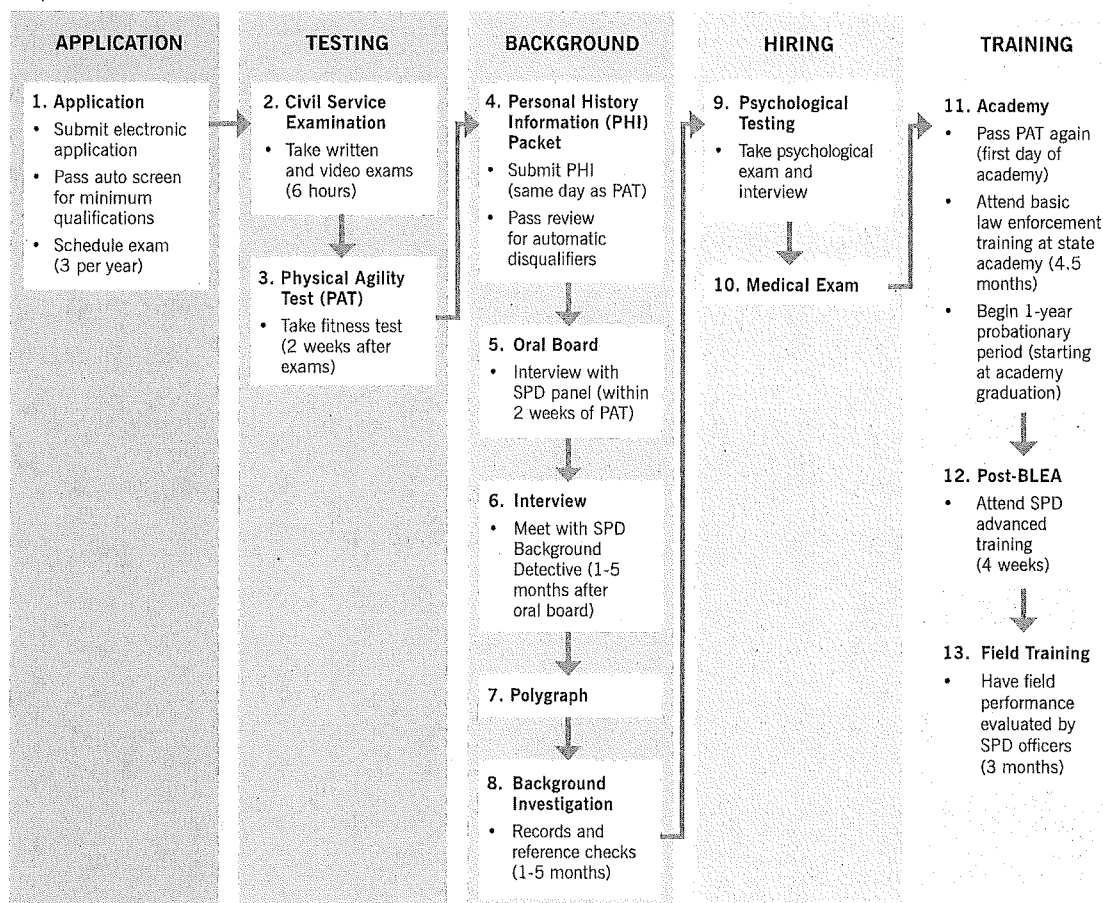 APPLICATION
1. Application
• Submit electronic
application
• Pass auto screen
for minimum
qualifications
• Schedule exam
(3 per year)
TESTING
2. Civil Service
Examination
• Take written
and video exams
(6 hours)
3. Physical Agility
Test (PAT)
• Take fitness test
(2 weeks after
exams)
BACKGROUND
4. Personal History
Information (PHI)
Packet
• Submit PHI
(same day as PAT)
• Pass review
for automatic
disqualifiers
5. Oral Board
• Interview with
SPD panel (within
2 weeks of PAT)
6. Interview
• Meet with SPD
Background
Detective (1-5
months after
oral board)
7. Polygraph
8. Background
Investigation
• Records and
reference checks
(1-5 months)
HIRING
9. Psychological
Testing
• Take psychological
exam and
interview
10. Medical Exam
TRAINING
11. Academy
• Pass PAT again
(first day of
academy)
• Attend basic
law enforcement
training at state
academy (4.5
months)
• Begin 1-year
probationary
period (starting
at academy
graduation)
12. Post-BLEA
• Attend SPD
advanced
training
(4 weeks)
13. Field Training
• Have field
performance
evaluated by
SPD officers
(3 months)